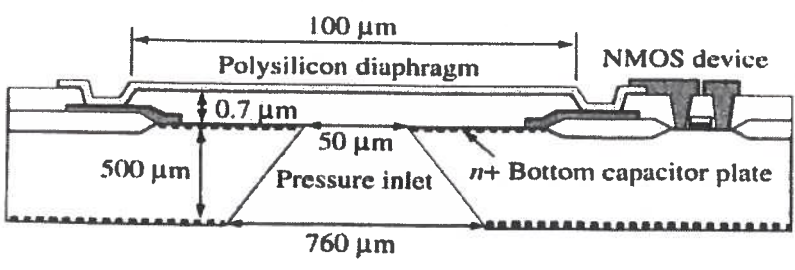 100 μm
Polysilicon diaphragm
NMOS device
0.7 μm
50 μm
500 μm
Pressure inlet
n+ Bottom capacitor plate
760 μm